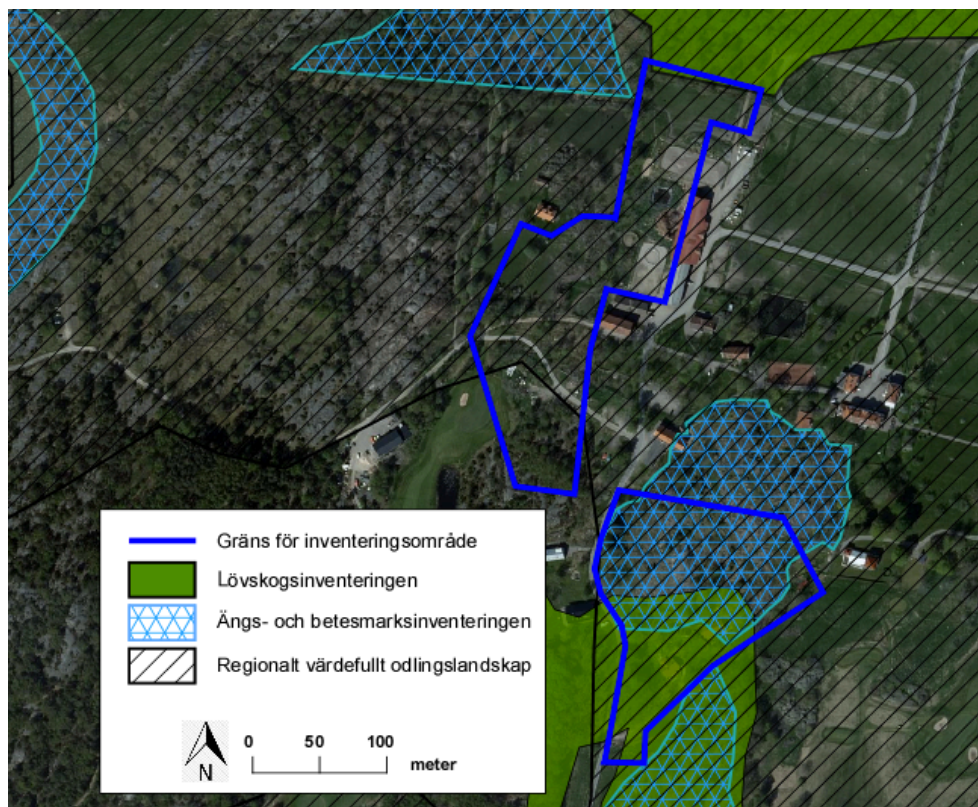 Gräns för inventeringsområde
Lövskogsinventeringen
Ängs- och betesmarksinventeringen
Regionalt värdefullt odlingslandskap
N
0 50 100
meter